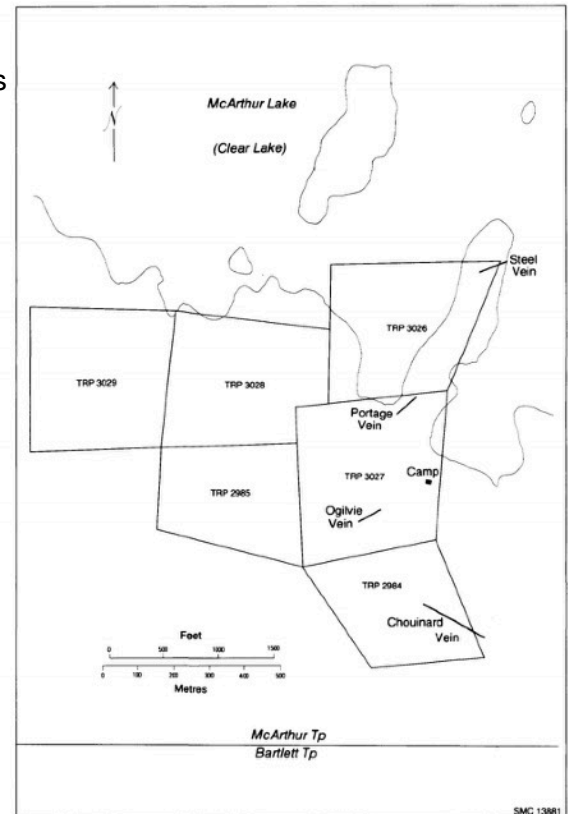 s
McArthur Lake
N
(Clear Lake)
Steel
Vein
TRP 3026
TRP 3029
TRP 3028
Portage
Vein
TRP 3027
Camp
TRP 2985
Ogilvie
Vein
TRP 2984
Chouinard
Vein
Feet
0 500 1000 1500
0 100 200 300 400 500
Metres
McArthur Tp
Bartlett Tp
SMC 13881